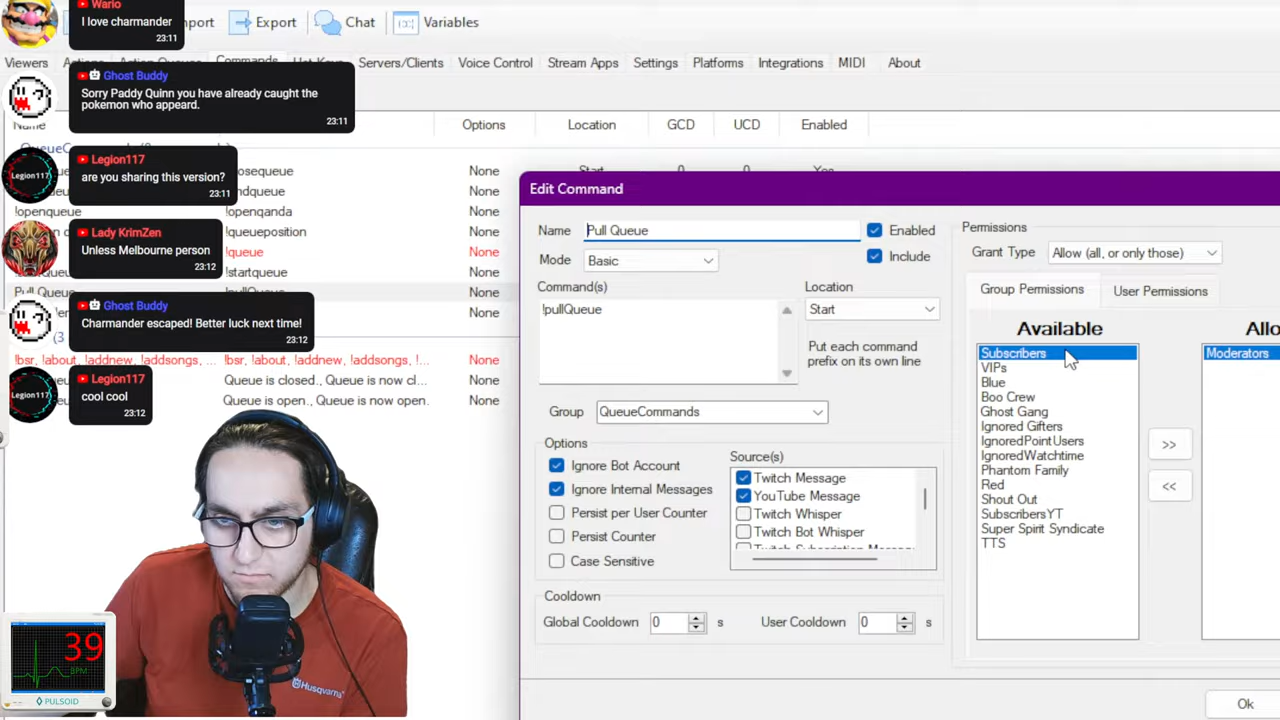 Wario
I love charmander
23:11
Export
Chat
Variables
Viewers
Servers/Clients
Voice Control
Stream Apps
Settings
Platforms
Integrations
MIDI
About
Ghost Buddy
Sorry Paddy Quinn you have already caught the
pokemon who appeard.
23:11
Options
Location
GCD
UCD
Enabled
Legion117
are you sharing this version?
23:11
Legion117
None
None
!openqueue
!openqanda
None
Lady KrimZen
Unless Melbourne person
23:12
!queueposition
None
!queue
None
!startqueue
None
Pull Queue
None
Ghost Buddy
Charmander escaped! Better luck next time!
23:12
None
(3
!bsr, !about, !addnew, !addsongs, ...
!bsr, !about, !addnew, !addsongs, !...
None
Legion117
cool cool
23:12
Legion117
Queue is closed., Queue is now cl...
None
Queue is open., Queue is now open.
None
Edit Command
Name
Pull Queue
Enabled
Mode
Basic
Include
Command(s)
!pullQueue
Location
Start
Put each command
prefix on its own line
Group
QueueCommands
Options
Ignore Bot Account
Ignore Internal Messages
Persist per User Counter
Persist Counter
Case Sensitive
Source(s)
Twitch Message
YouTube Message
Twitch Whisper
Twitch Bot Whisper
Cooldown
Global Cooldown
0
s
User Cooldown
0
s
Permissions
Grant Type
Allow (all, or only those)
Group Permissions
User Permissions
Available
Allo
Subscribers
VIPs
Blue
Boo Crew
Ghost Gang
Ignored Gifters
IgnoredPointUsers
IgnoredWatchtime
Phantom Family
Red
Shout Out
SubscribersYT
Super Spirit Syndicate
TTS
>>
<<
Moderators
Ok
39
BPM
PULSOID
Husqvarna